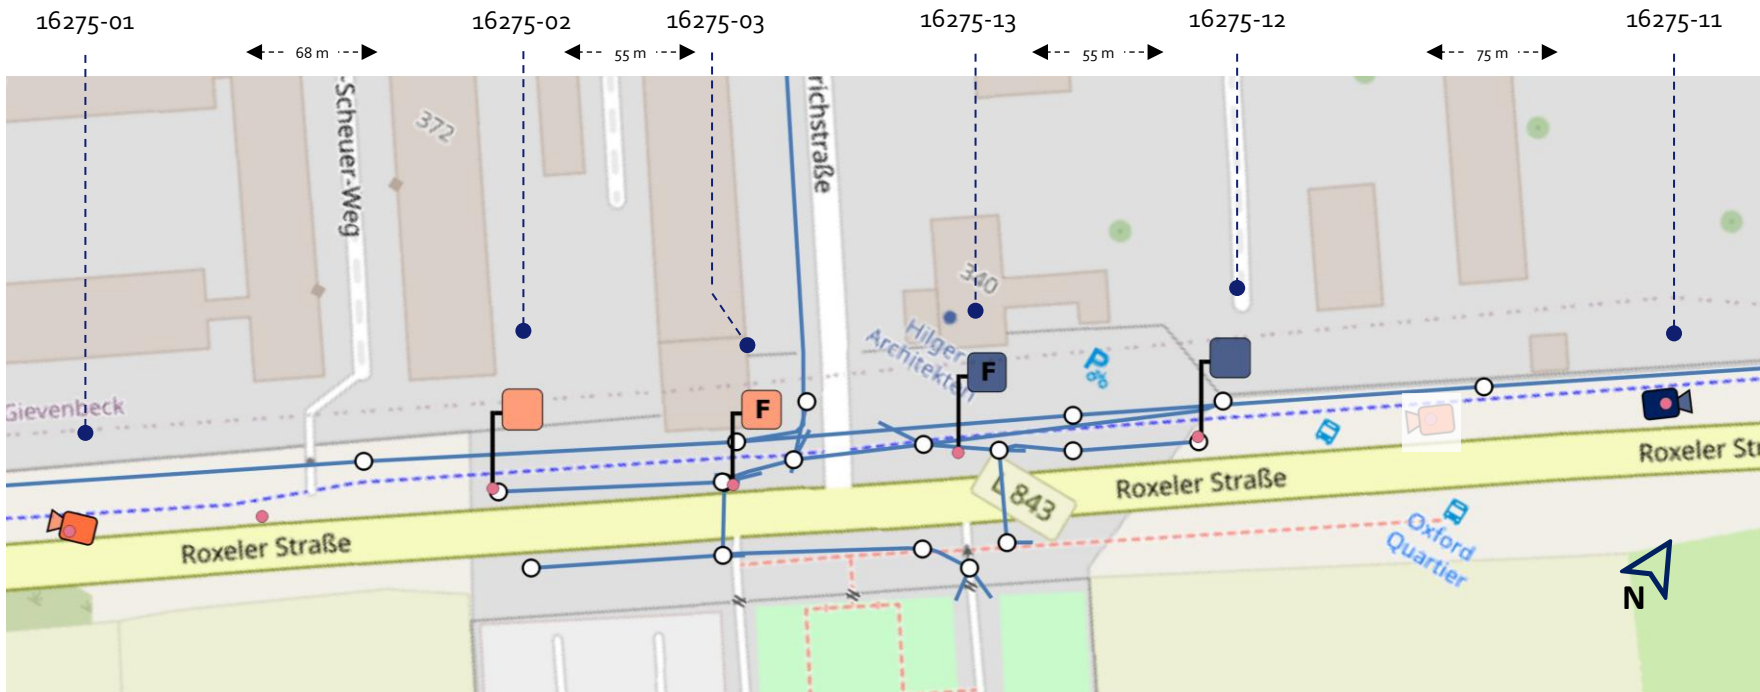 16275-01
16275-02
16275-03
16275-13
16275-12
16275-11
68 m
55 m
55 m
75 m
-Scheuer-Weg
372
richstraße
340
Hilger
Architekten
P
Gievenbeck
F
F
L 843
Roxeler Straße
Roxeler Straße
Roxeler Str
Oxford
Quartier
N